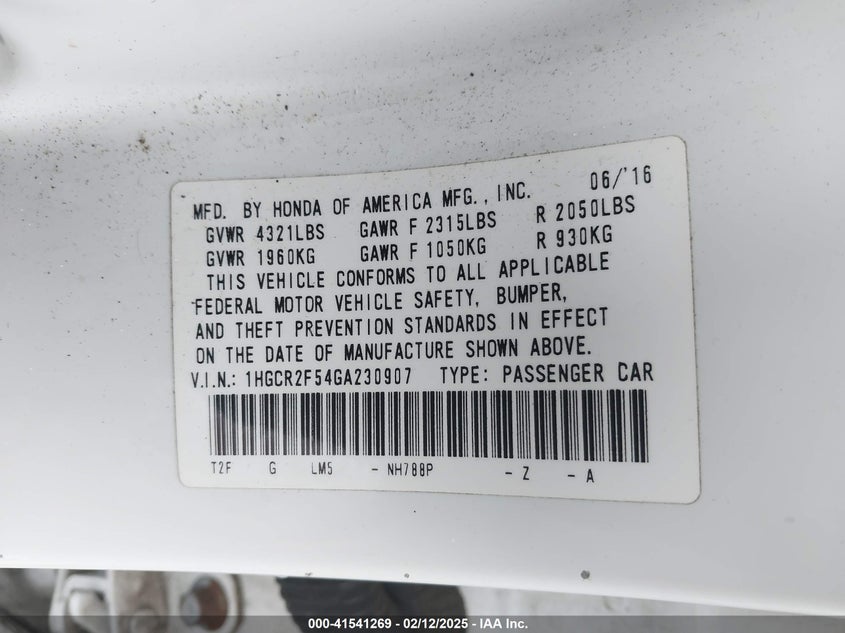 MFD. BY HONDA OF AMERICA MFG., INC. 06/'16
GVWR 4321LBS GAWR F 2315LBS R 2050LBS
GVWR 1960KG GAWR F 1050KG R 930KG
THIS VEHICLE CONFORMS TO ALL APPLICABLE
FEDERAL MOTOR VEHICLE SAFETY, BUMPER,
AND THEFT PREVENTION STANDARDS IN EFFECT
ON THE DATE OF MANUFACTURE SHOWN ABOVE.
V.I.N.: 1HGCR2F54GA230907 TYPE: PASSENGER CAR
T2F G LM5 - NH788P - Z - A
000-41541269 - 02/12/2025 - IAA Inc.